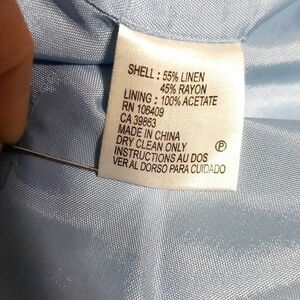 SHELL : 55% LINEN
45% RAYON
LINING : 100% ACETATE
RN 106409
CA 39863
MADE IN CHINA
DRY CLEAN ONLY Ⓟ
INSTRUCTIONS AU DOS
VER AL DORSO PARA CUIDADO